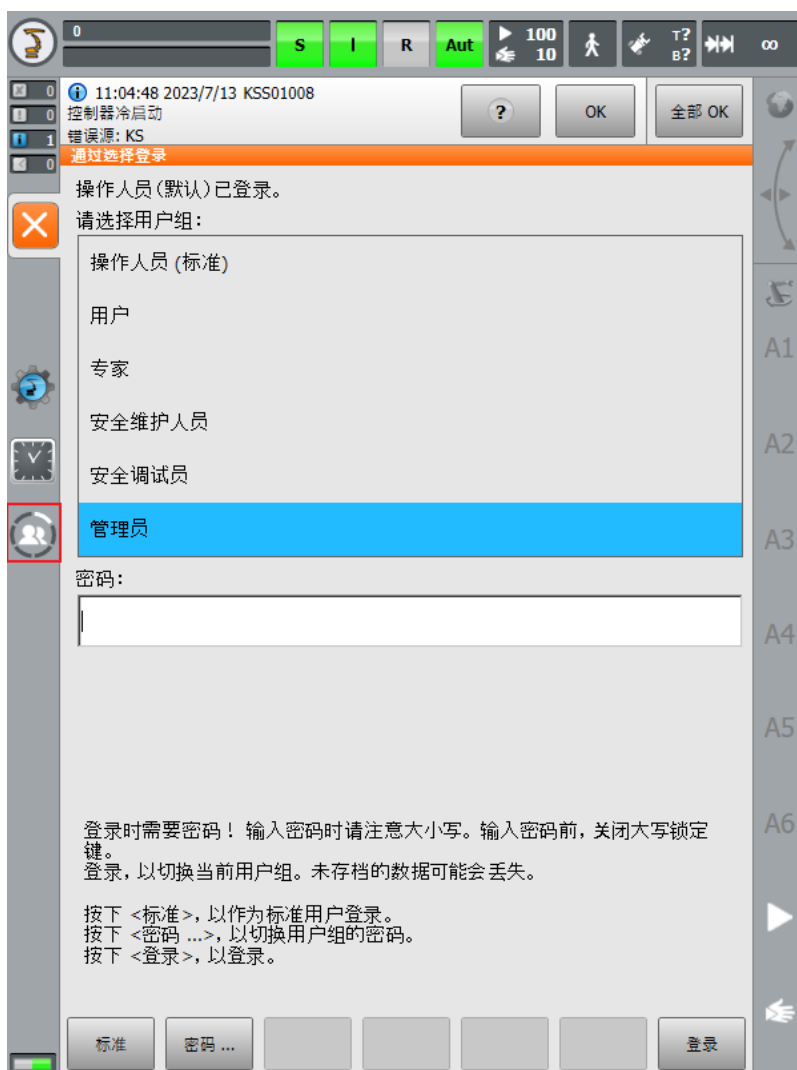 0
S I R Aut 100 10 T? B? ∞
0
0
1
0
11:04:48 2023/7/13 KSS01008
控制器冷启动
错误源: KS
? OK 全部 OK
通过选择登录
操作人员(默认)已登录。
请选择用户组:
操作人员 (标准)
用户
专家
安全维护人员
安全调试员
管理员
密码:
登录时需要密码! 输入密码时请注意大小写。输入密码前, 关闭大写锁定
键。
登录, 以切换当前用户组。未存档的数据可能会丢失。
按下 <标准>, 以作为标准用户登录。
按下 <密码 ...>, 以切换用户组的密码。
按下 <登录>, 以登录。
标准 密码 ... 登录
A1
A2
A3
A4
A5
A6